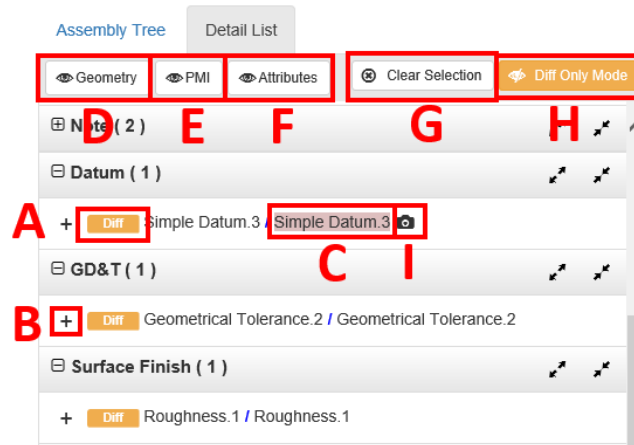 Assembly Tree Detail List
Geometry PMI Attributes Clear Selection Diff Only Mode
D E F G H
Note ( 2 )
Datum ( 1 )
A Diff Simple Datum.3 / Simple Datum.3
C I
GD&T ( 1 )
B + Diff Geometrical Tolerance.2 / Geometrical Tolerance.2
Surface Finish ( 1 )
+ Diff Roughness.1 / Roughness.1